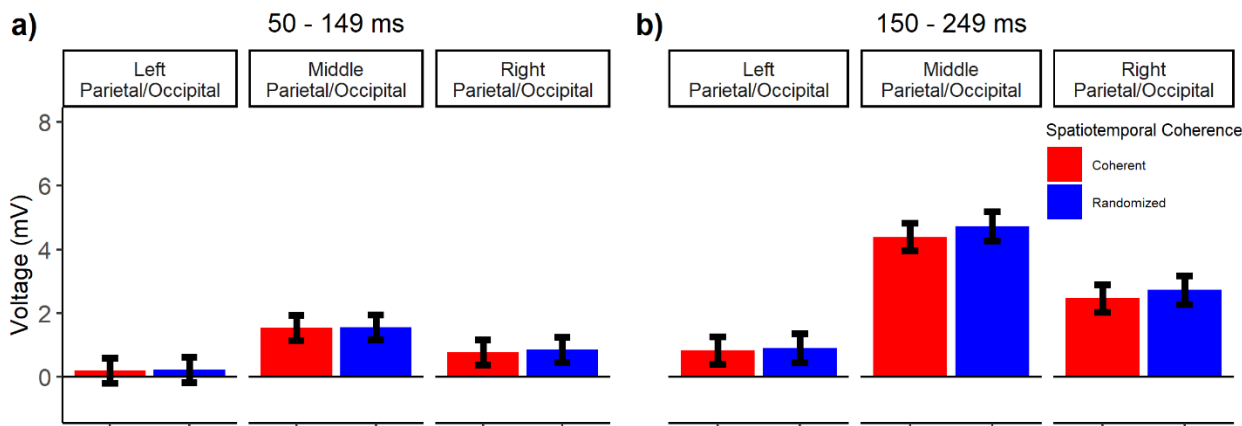 a) 50 - 149 ms
b) 150 - 249 ms
Left
Parietal/Occipital
Middle
Parietal/Occipital
Right
Parietal/Occipital
Left
Parietal/Occipital
Middle
Parietal/Occipital
Right
Parietal/Occipital
Voltage (mV)
8
6
4
2
0
Spatiotemporal Coherence
Coherent
Randomized